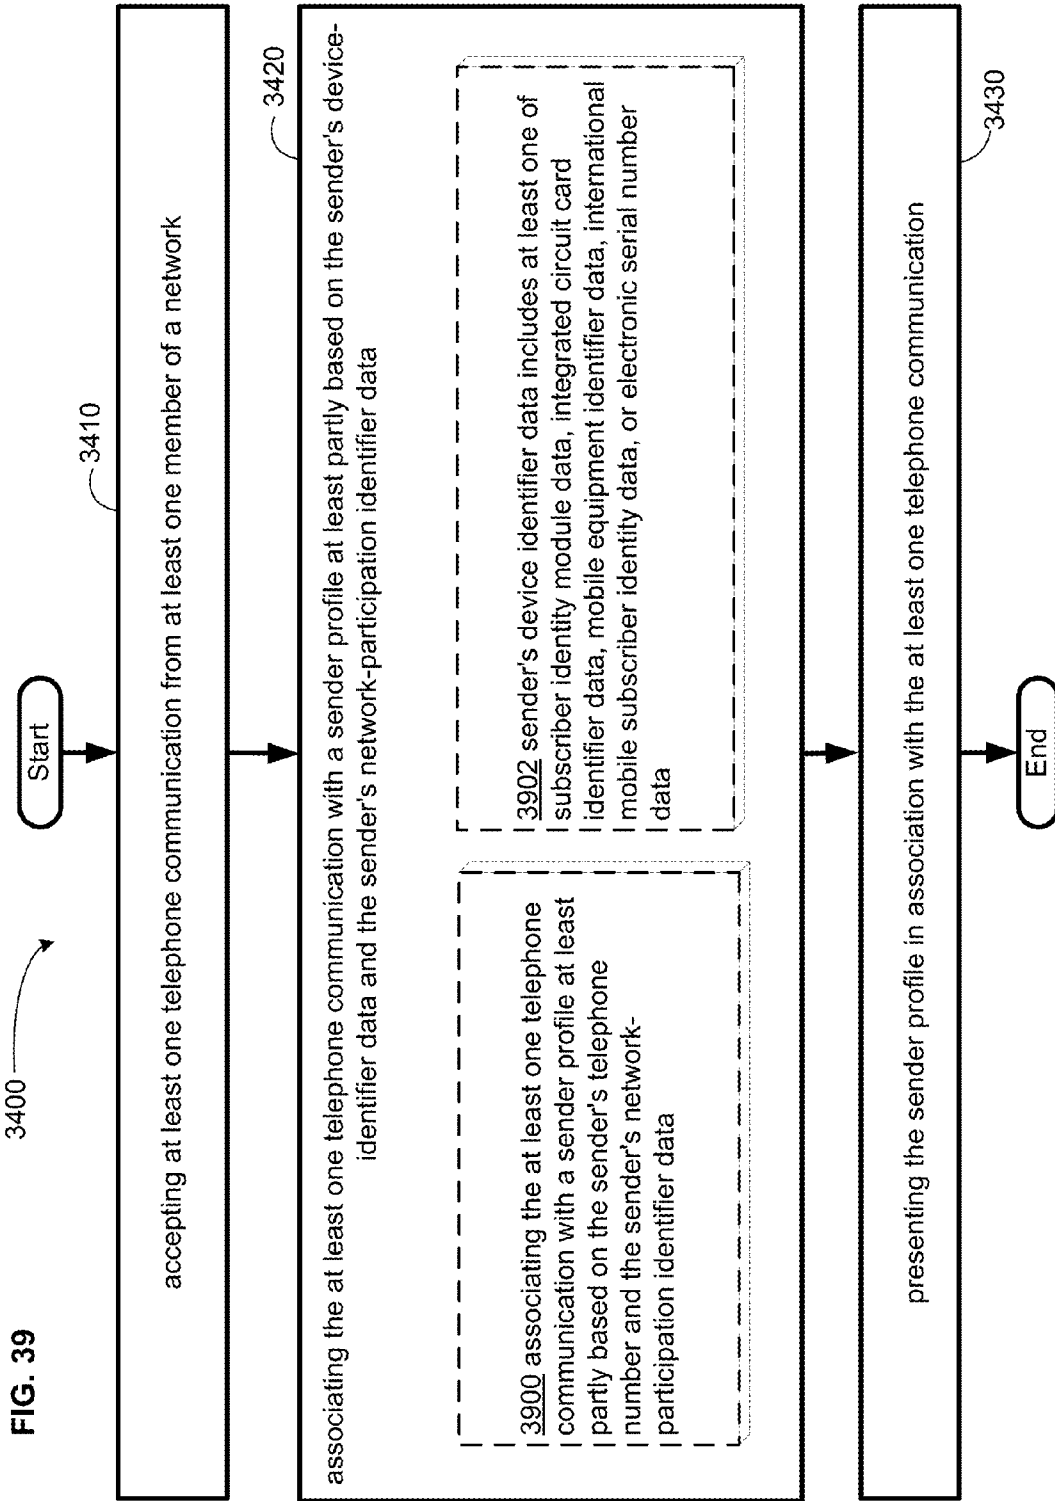 FIG. 39
3400
Start
3410
accepting at least one telephone communication from at least one member of a network
3420
associating the at least one telephone communication with a sender profile at least partly based on the sender's device-
identifier data and the sender's network-participation identifier data
3900 associating the at least one telephone
communication with a sender profile at least
partly based on the sender's telephone
number and the sender's network-
participation identifier data
3902 sender's device identifier data includes at least one of
subscriber identity module data, integrated circuit card
identifier data, mobile equipment identifier data, international
mobile subscriber identity data, or electronic serial number
data
3430
presenting the sender profile in association with the at least one telephone communication
End